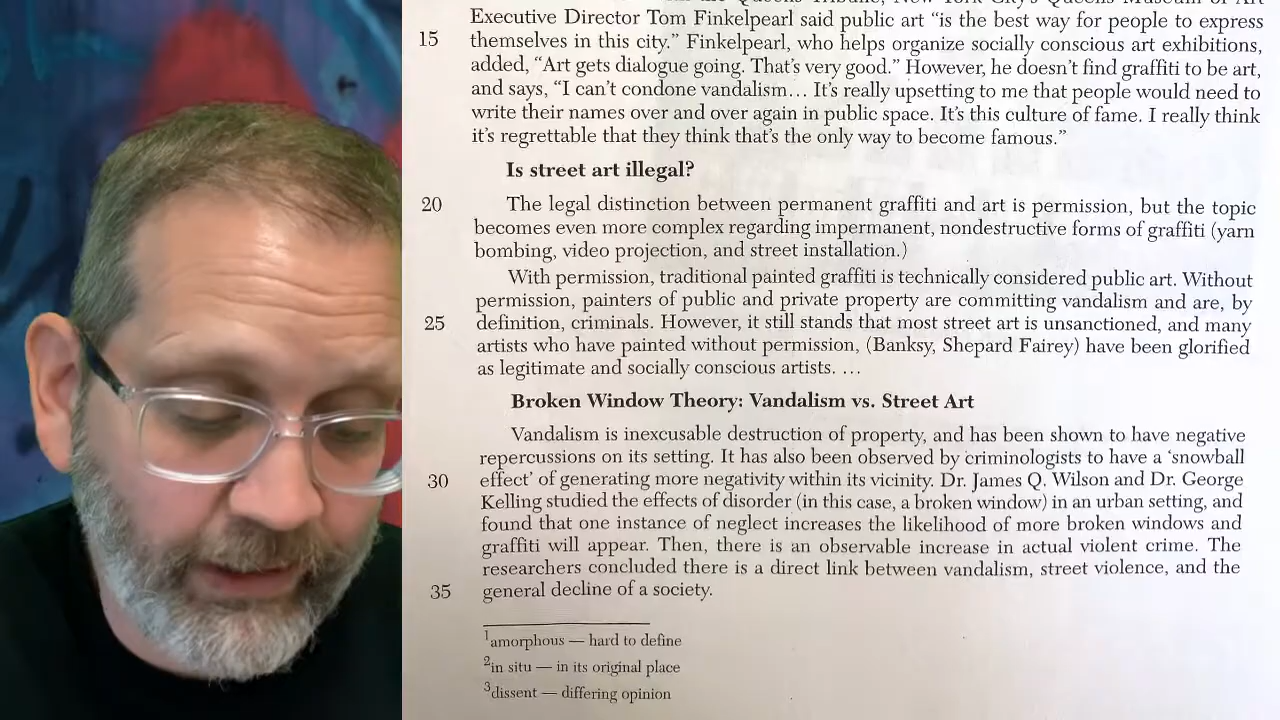 Executive Director Tom Finkelpearl said public art “is the best way for people to express
15 themselves in this city.” Finkelpearl, who helps organize socially conscious art exhibitions,
added, “Art gets dialogue going. That’s very good.” However, he doesn’t find graffiti to be art,
and says, “I can’t condone vandalism… It’s really upsetting to me that people would need to
write their names over and over again in public space. It’s this culture of fame. I really think
it’s regrettable that they think that’s the only way to become famous.”
Is street art illegal?
20 The legal distinction between permanent graffiti and art is permission, but the topic
becomes even more complex regarding impermanent, nondestructive forms of graffiti (yarn
bombing, video projection, and street installation.)
With permission, traditional painted graffiti is technically considered public art. Without
permission, painters of public and private property are committing vandalism and are, by
25 definition, criminals. However, it still stands that most street art is unsanctioned, and many
artists who have painted without permission, (Banksy, Shepard Fairey) have been glorified
as legitimate and socially conscious artists. …
Broken Window Theory: Vandalism vs. Street Art
Vandalism is inexcusable destruction of property, and has been shown to have negative
repercussions on its setting. It has also been observed by criminologists to have a ‘snowball
30 effect’ of generating more negativity within its vicinity. Dr. James Q. Wilson and Dr. George
Kelling studied the effects of disorder (in this case, a broken window) in an urban setting, and
found that one instance of neglect increases the likelihood of more broken windows and
graffiti will appear. Then, there is an observable increase in actual violent crime. The
researchers concluded there is a direct link between vandalism, street violence, and the
35 general decline of a society.
1amorphous — hard to define
2in situ — in its original place
3dissent — differing opinion